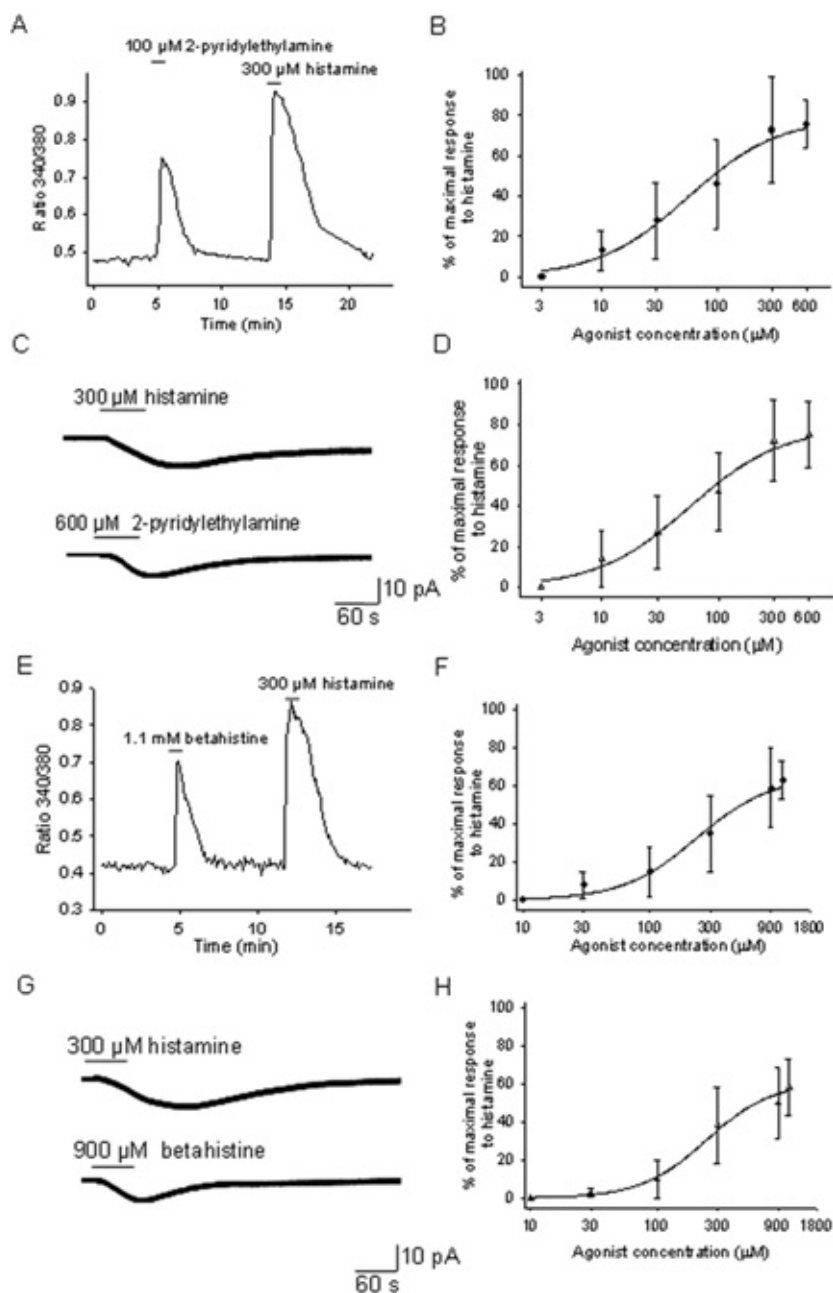 A
100 µM 2-pyridylethylamine
300 µM histamine
Ratio 340/380
0.9
0.8
0.7
0.6
0.5
0 5 10 15 20
Time (min)
B
% of maximal response
to histamine
100
80
60
40
20
0
3 10 30 100 300 600
Agonist concentration (µM)
C
300 µM histamine
600 µM 2-pyridylethylamine
10 pA
60 s
D
% of maximal response
to histamine
100
80
60
40
20
0
3 10 30 100 300 600
Agonist concentration (µM)
E
300 µM histamine
1.1 mM betahistine
Ratio 340/380
0.9
0.8
0.7
0.6
0.5
0.4
0.3
0 5 10 15
Time (min)
F
% of maximal response
to histamine
100
80
60
40
20
0
10 30 100 300 900 1800
Agonist concentration (µM)
G
300 µM histamine
900 µM betahistine
10 pA
60 s
H
% of maximal response
to histamine
100
80
60
40
20
0
10 30 100 300 900 1800
Agonist concentration (µM)